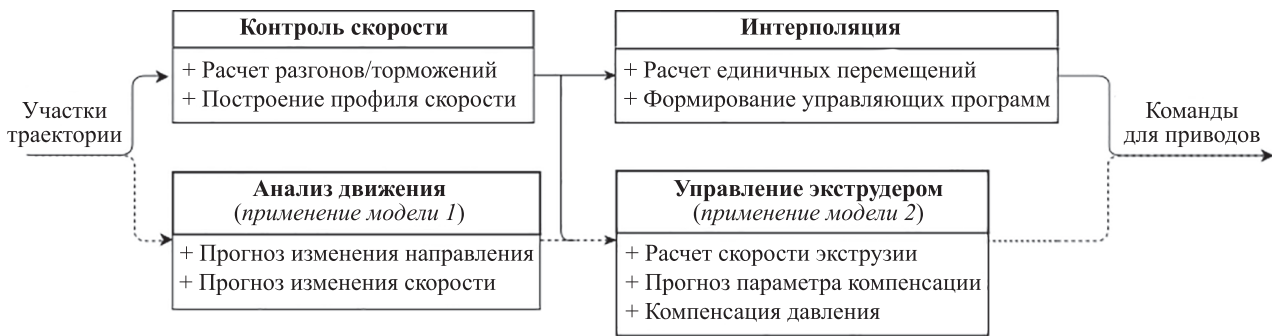 Участки
траектории
Контроль скорости
+ Расчет разгонов/торможений
+ Построение профиля скорости
Интерполяция
+ Расчет единичных перемещений
+ Формирование управляющих программ
Анализ движения
(применение модели 1)
+ Прогноз изменения направления
+ Прогноз изменения скорости
Управление экструдером
(применение модели 2)
+ Расчет скорости экструзии
+ Прогноз параметра компенсации
+ Компенсация давления
Команды
для приводов